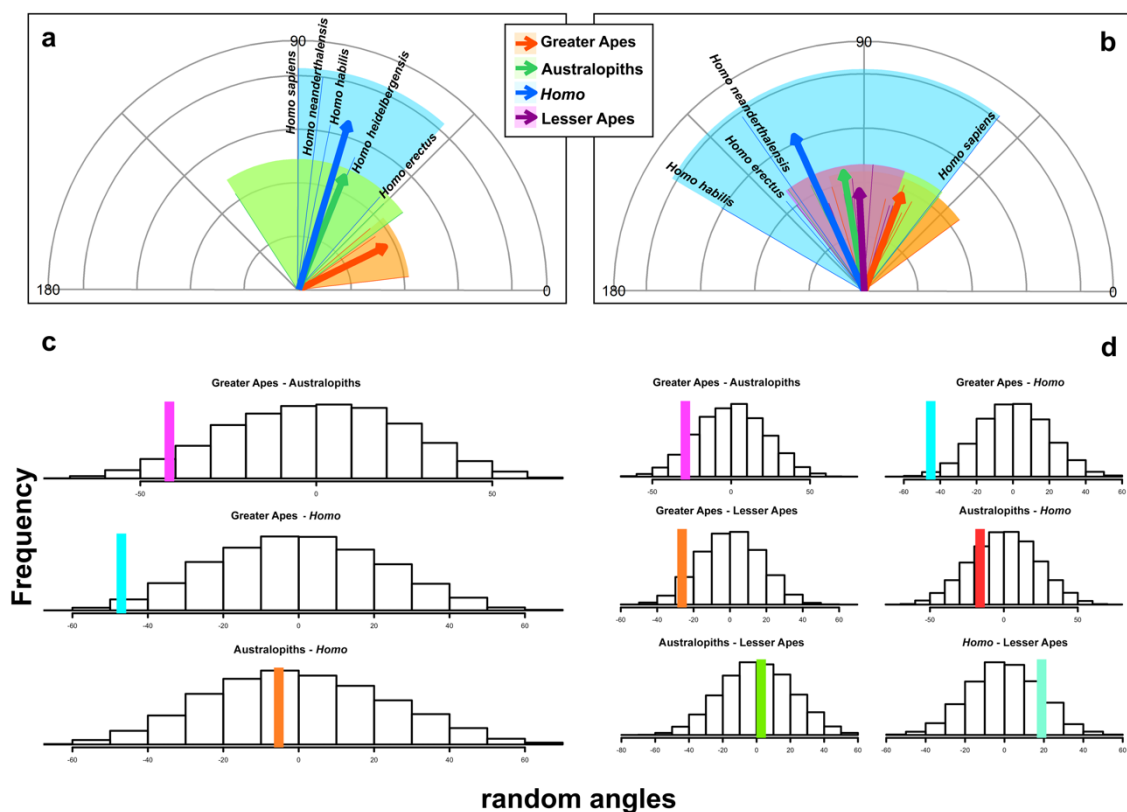 a
90
180
0
Homo sapiens
Homo neanderthalensis
Homo habilis
Homo heidelbergensis
Homo erectus
Greater Apes
Australopiths
Homo
Lesser Apes
b
90
180
0
Homo neanderthalensis
Homo erectus
Homo habilis
Homo sapiens
c
Frequency
Greater Apes - Australopiths
-50 0 50
Greater Apes - Homo
-60 -40 -20 0 20 40 60
Australopiths - Homo
-60 -40 -20 0 20 40 60
d
Greater Apes - Australopiths
-50 0 50
Greater Apes - Homo
-60 -40 -20 0 20 40 60
Greater Apes - Lesser Apes
-60 -40 -20 0 20 40 60
Australopiths - Homo
-50 0 50
Australopiths - Lesser Apes
-80 -60 -40 -20 0 20 40 60
Homo - Lesser Apes
-60 -40 -20 0 20 40 60
random angles